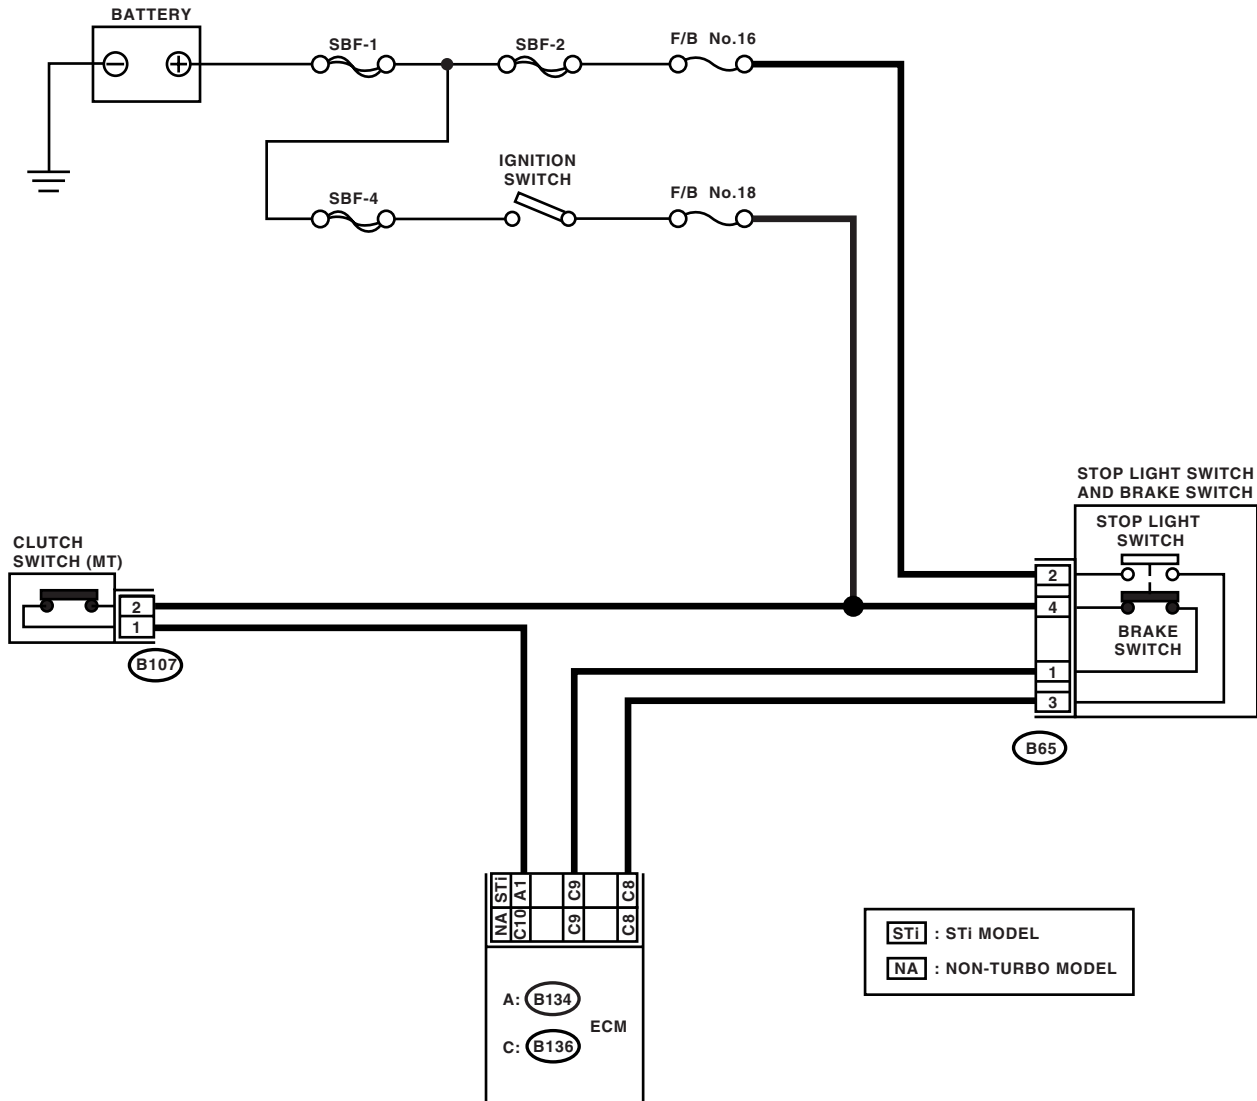 BATTERY
SBF-1
SBF-2
F/B No.16
IGNITION
SWITCH
SBF-4
F/B No.18
STOP LIGHT SWITCH
AND BRAKE SWITCH
STOP LIGHT
SWITCH
2
4
BRAKE
SWITCH
1
3
B65
CLUTCH
SWITCH (MT)
2
1
B107
STi A1 C9 C8
NA C10 C9 C8
A: B134
ECM
C: B136
STi : STi MODEL
NA : NON-TURBO MODEL